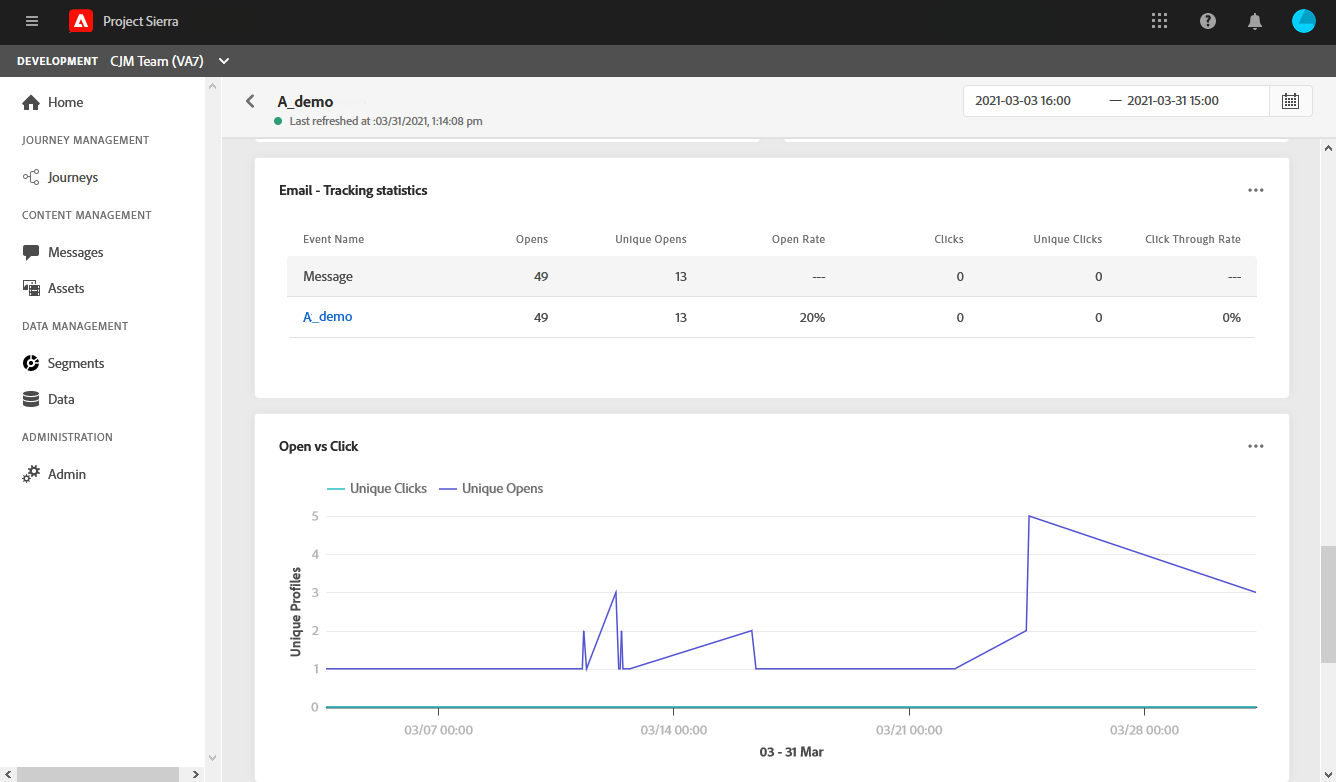 Project Sierra
DEVELOPMENT CJM Team (VA7)
Home
JOURNEY MANAGEMENT
Journeys
CONTENT MANAGEMENT
Messages
Assets
DATA MANAGEMENT
Segments
Data
ADMINISTRATION
Admin
A_demo
Last refreshed at :03/31/2021, 1:14:08 pm
2021-03-03 16:00 — 2021-03-31 15:00
Email - Tracking statistics
Event Name Opens Unique Opens Open Rate Clicks Unique Clicks Click Through Rate
Message 49 13 --- 0 0 ---
A_demo 49 13 20% 0 0 0%
Open vs Click
Unique Clicks Unique Opens
5
4
3
2
1
0
Unique Profiles
03/07 00:00 03/14 00:00 03/21 00:00 03/28 00:00
03 - 31 Mar